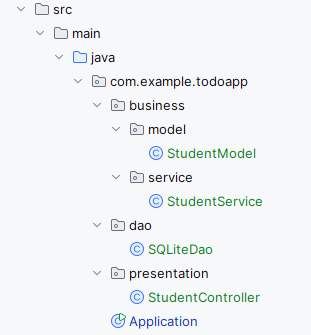 src
main
java
com.example.todoapp
business
model
StudentModel
service
StudentService
dao
SQLiteDao
presentation
StudentController
Application